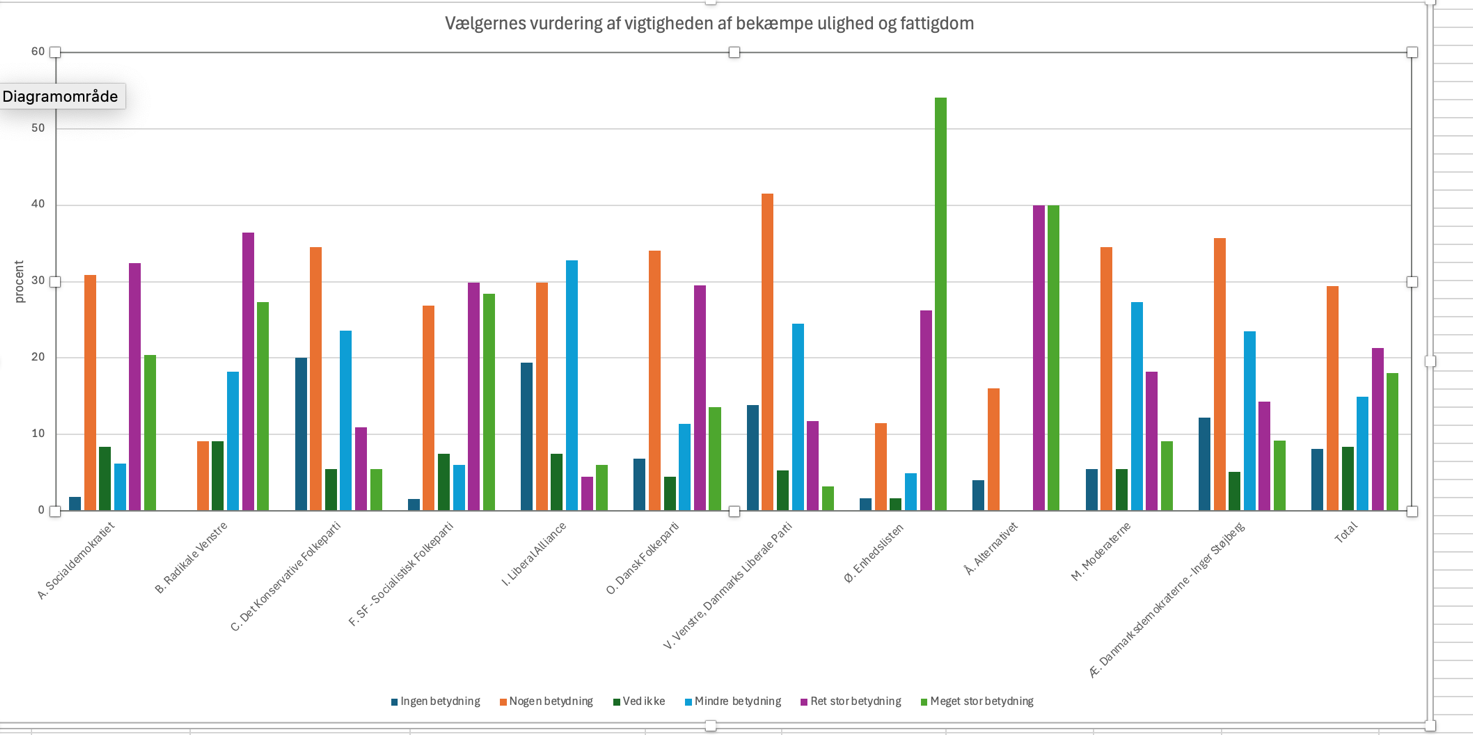 Vælgernes vurdering af vigtigheden af bekæmpe ulighed og fattigdom
60
Diagramområde
50
40
procent
30
20
10
0
A. Socialdemokratiet
B. Radikale Venstre
C. Det Konservative Folkeparti
F. SF - Socialistisk Folkeparti
I. Liberal Alliance
O. Dansk Folkeparti
V. Venstre, Danmarks Liberale Parti
Ø. Enhedslisten
Å. Alternativet
M. Moderaterne
Æ. Danmarksdemokraterne - Inger Støjberg
Total
Ingen betydning Nogen betydning Ved ikke Mindre betydning Ret stor betydning Meget stor betydning